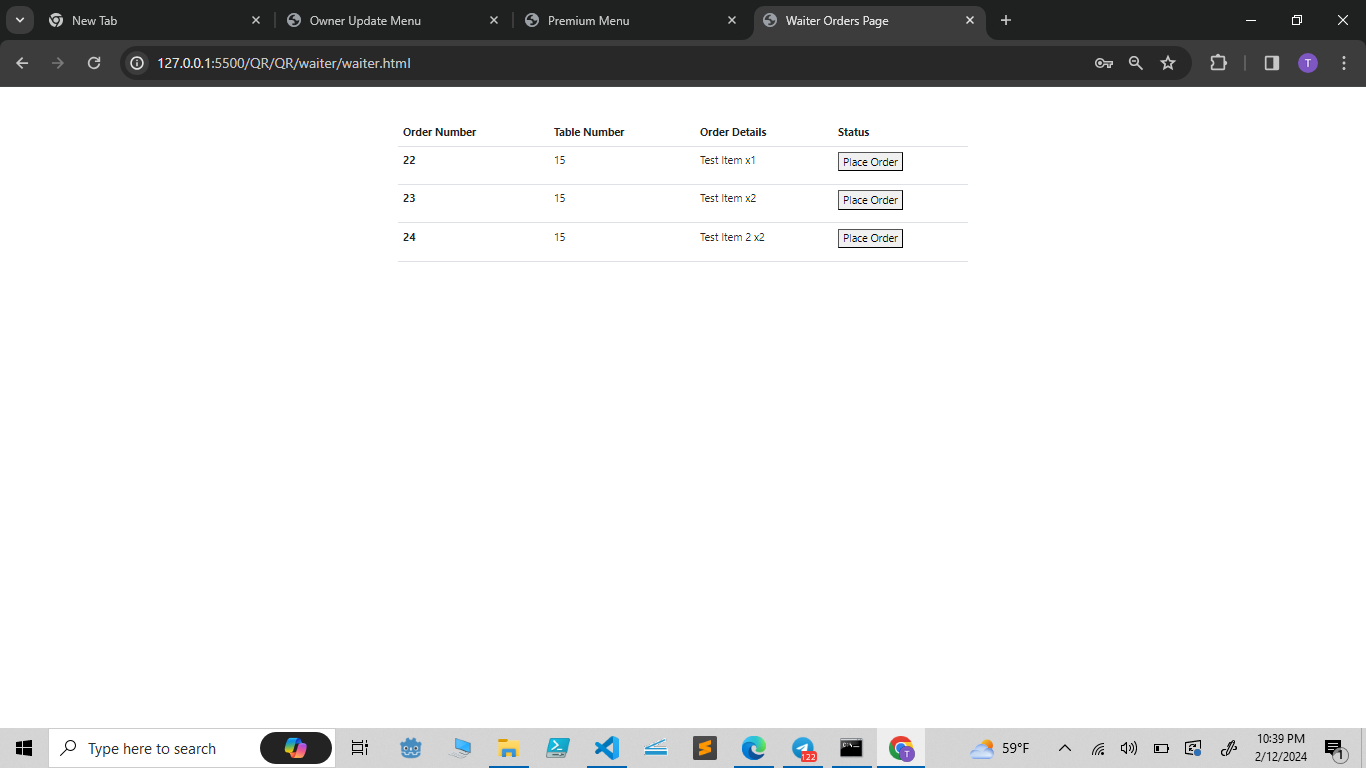 New Tab
Owner Update Menu
Premium Menu
Waiter Orders Page
127.0.0.1:5500/QR/QR/waiter/waiter.html
T
Order Number Table Number Order Details Status
22 15 Test Item x1 Place Order
23 15 Test Item x2 Place Order
24 15 Test Item 2 x2 Place Order
Type here to search
122
T
59°F
10:39 PM
2/12/2024
1